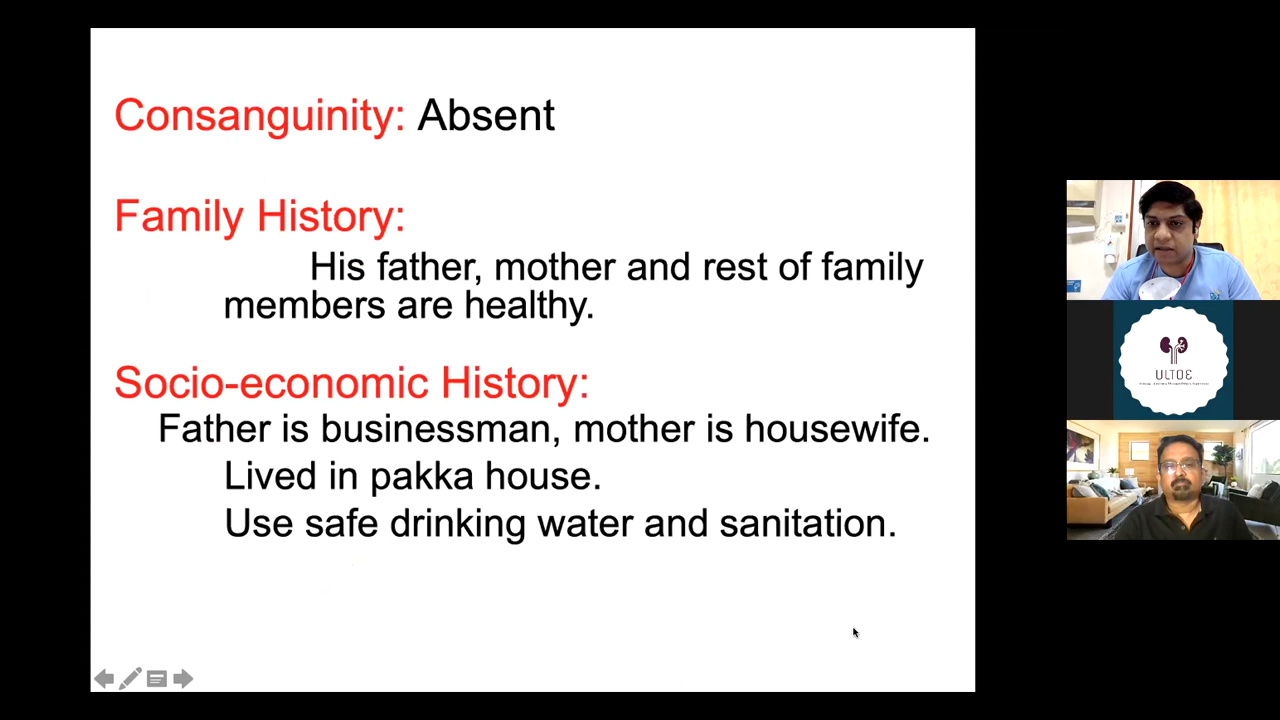 Consanguinity: Absent
Family History:
His father, mother and rest of family
members are healthy.
Socio-economic History:
Father is businessman, mother is housewife.
Lived in pakka house.
Use safe drinking water and sanitation.
ULTOE